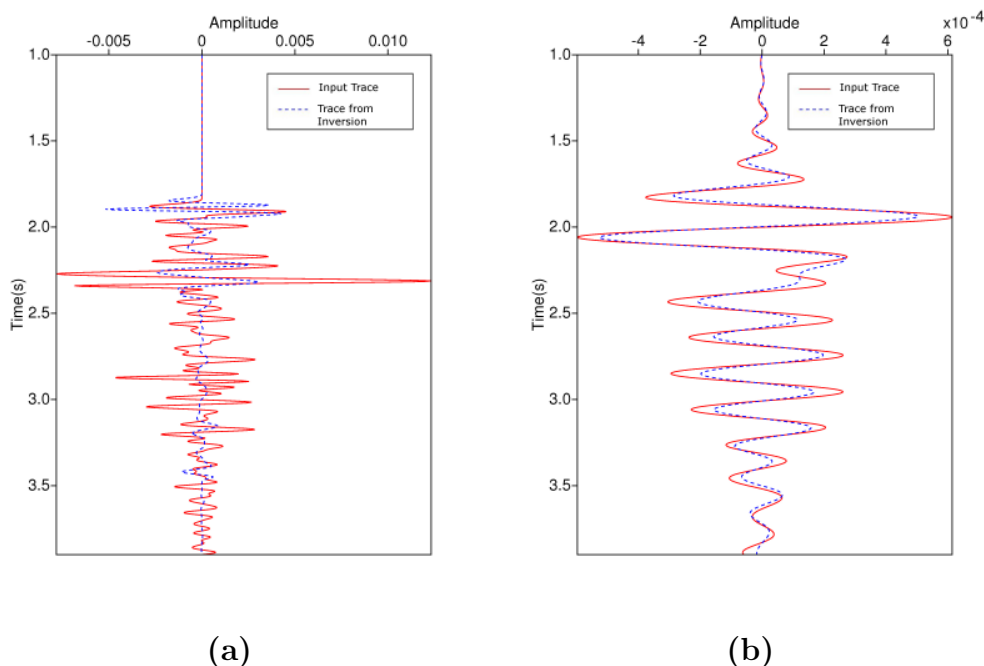 Amplitude
-0.005 0 0.005 0.010
1.0
1.5
2.0
2.5
3.0
3.5
Time(s)
Input Trace
Trace from
Inversion
(a)
Amplitude x10-4
-4 -2 0 2 4 6
1.0
1.5
2.0
2.5
3.0
3.5
Time(s)
Input Trace
Trace from
Inversion
(b)